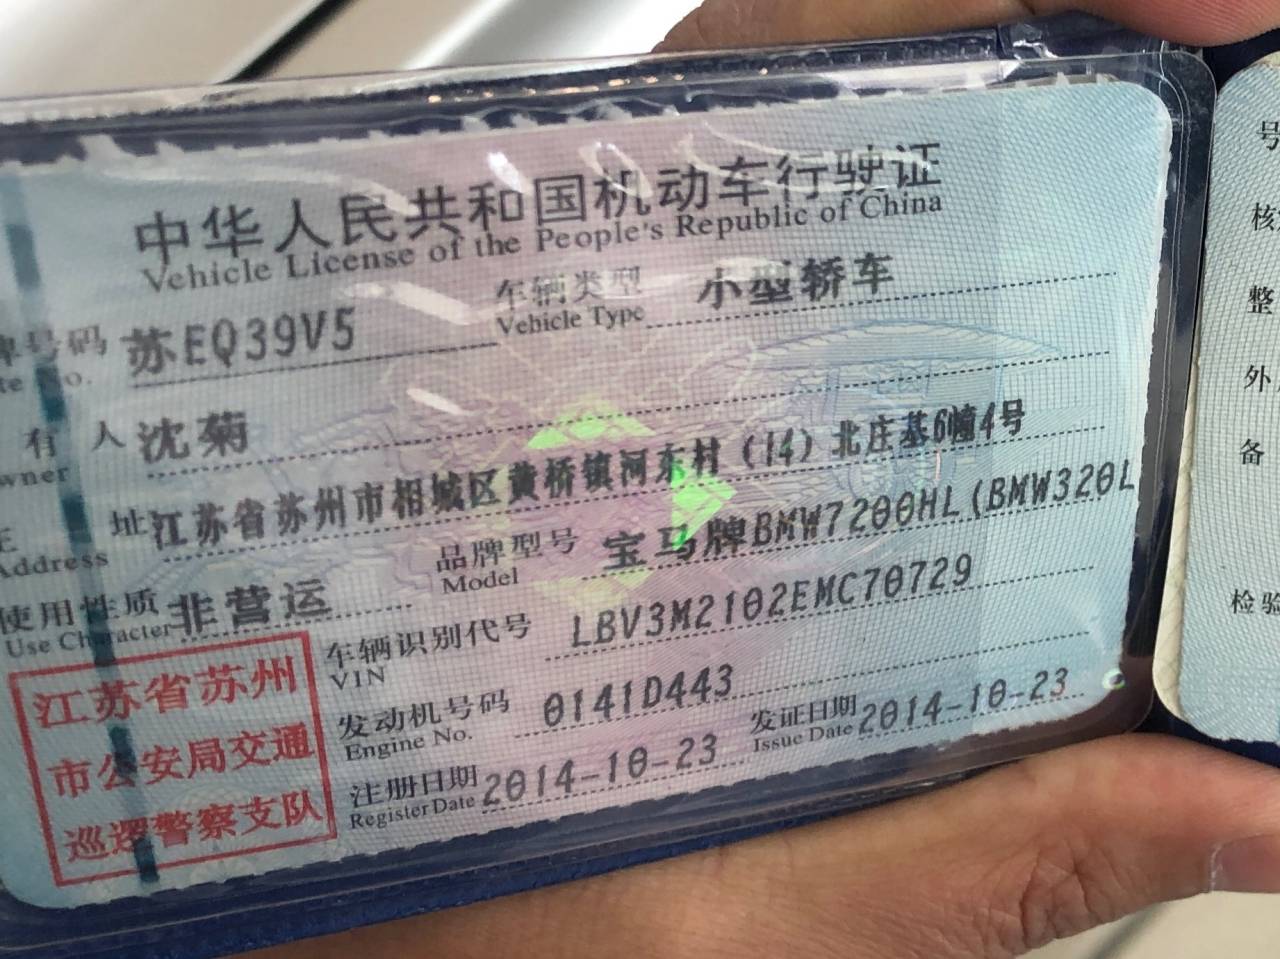 中华人民共和国机动车行驶证
Vehicle License of the People's Republic of China
牌号码 苏EQ39V5 车辆类型 小型轿车
te No. Vehicle Type
有 人 沈菊
wner
址 江苏省苏州市相城区黄桥镇河东村(14)北庄基6幢4号
Address
品牌型号 宝马牌BMW7200HL(BMW320L
Model
使用性质 非营运
Use Character
车辆识别代号 LBV3M2102EMC70729
VIN
发动机号码 0141D443
Engine No.
发证日期 2014-10-23
Issue Date
注册日期 2014-10-23
Register Date
江苏省苏州
市公安局交通
巡逻警察支队
号
核
整
外
备
检验